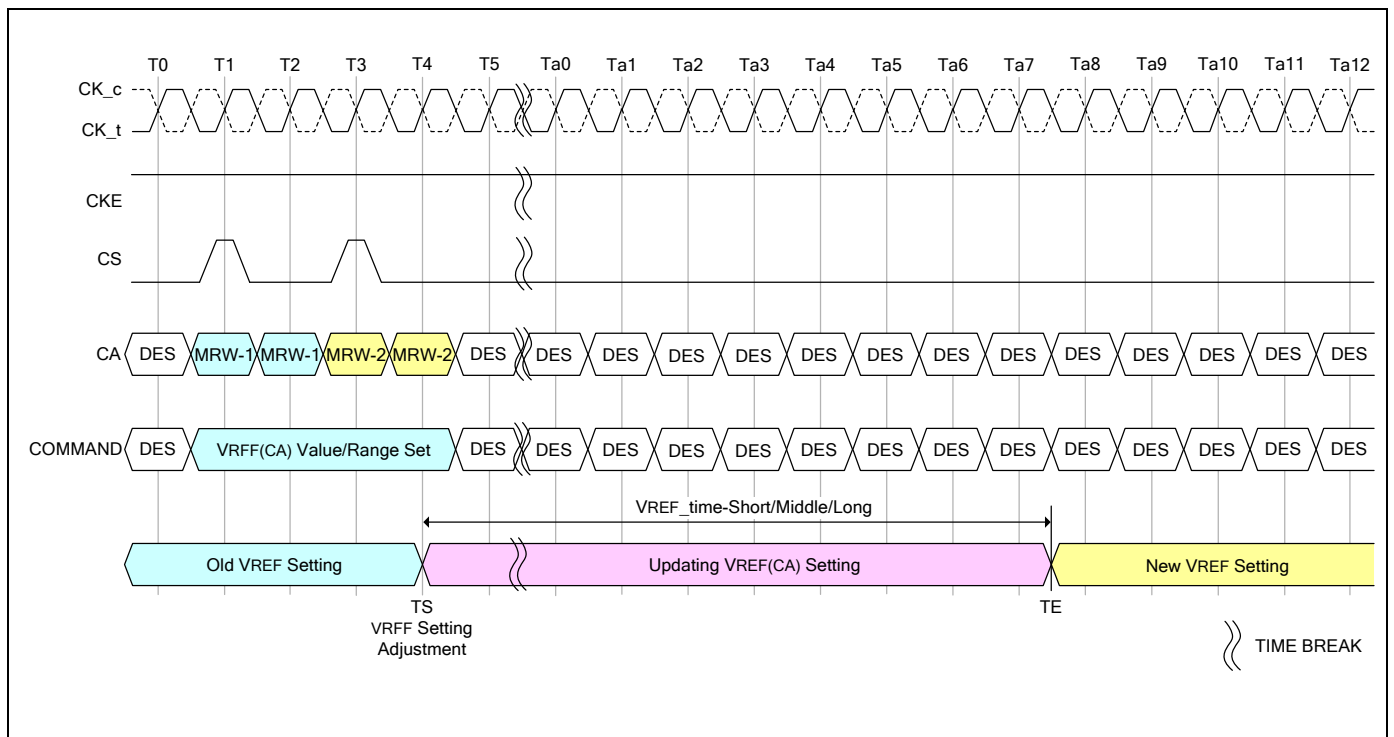 T0 T1 T2 T3 T4 T5 Ta0 Ta1 Ta2 Ta3 Ta4 Ta5 Ta6 Ta7 Ta8 Ta9 Ta10 Ta11 Ta12
CK_c
CK_t
CKE
CS
CA DES MRW-1 MRW-1 MRW-2 MRW-2 DES DES DES DES DES DES DES DES DES DES DES DES DES DES
COMMAND DES VRFF(CA) Value/Range Set DES DES DES DES DES DES DES DES DES DES DES DES DES DES
VREF_time-Short/Middle/Long
Old VREF Setting Updating VREF(CA) Setting New VREF Setting
TS TE
VRFF Setting
Adjustment
TIME BREAK